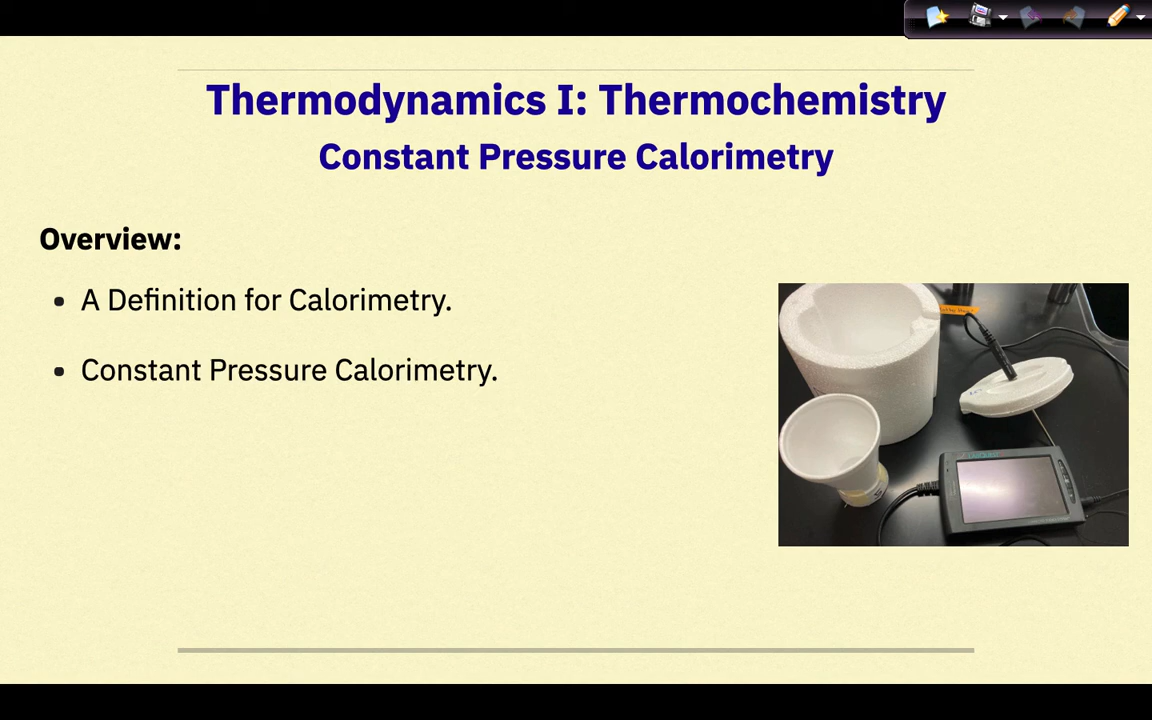 Thermodynamics I: Thermochemistry
Constant Pressure Calorimetry
Overview:
• A Definition for Calorimetry.
• Constant Pressure Calorimetry.